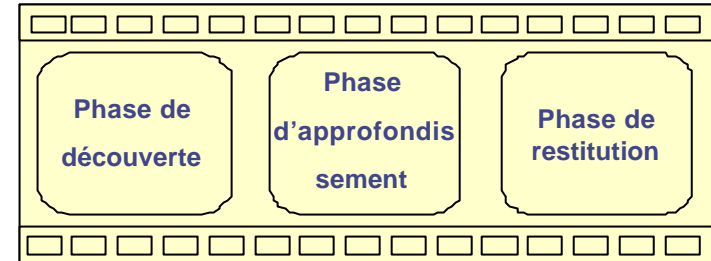 Phase de
découverte
Phase
d’approfondis
sement
Phase de
restitution